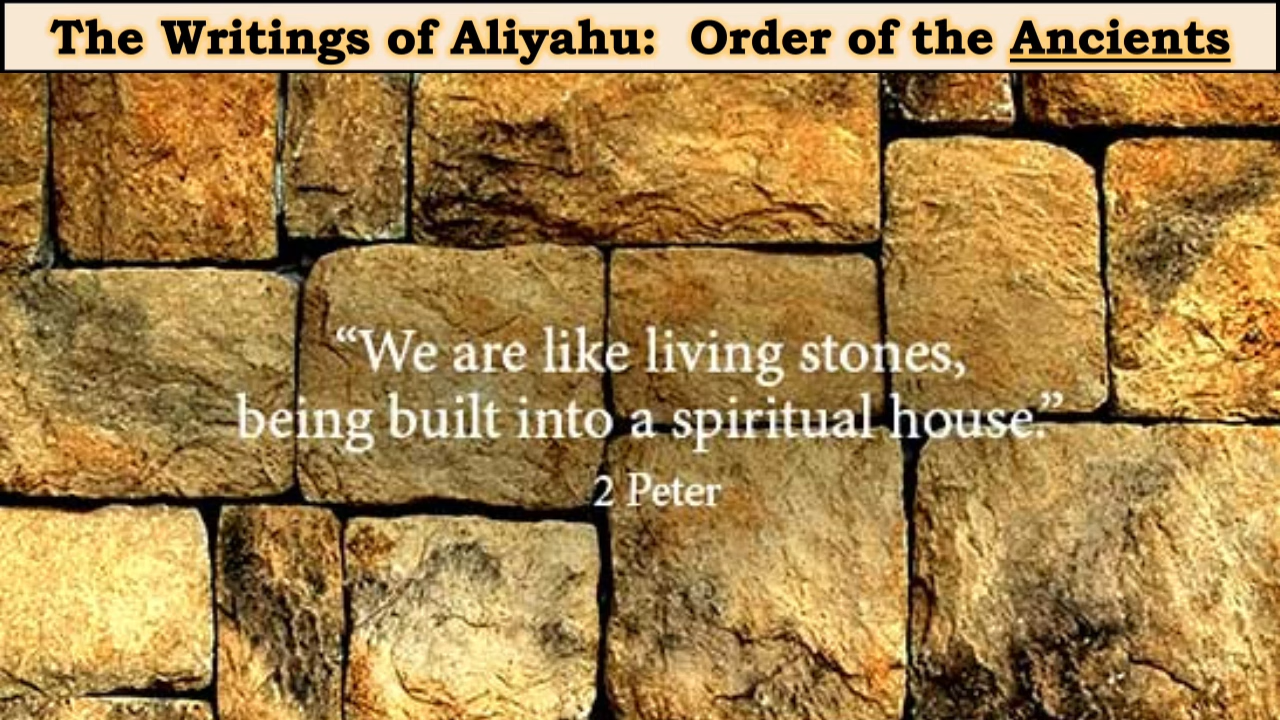 The Writings of Aliyahu:  Order of the Ancients
“We are like living stones,
being built into a spiritual house.”
2 Peter